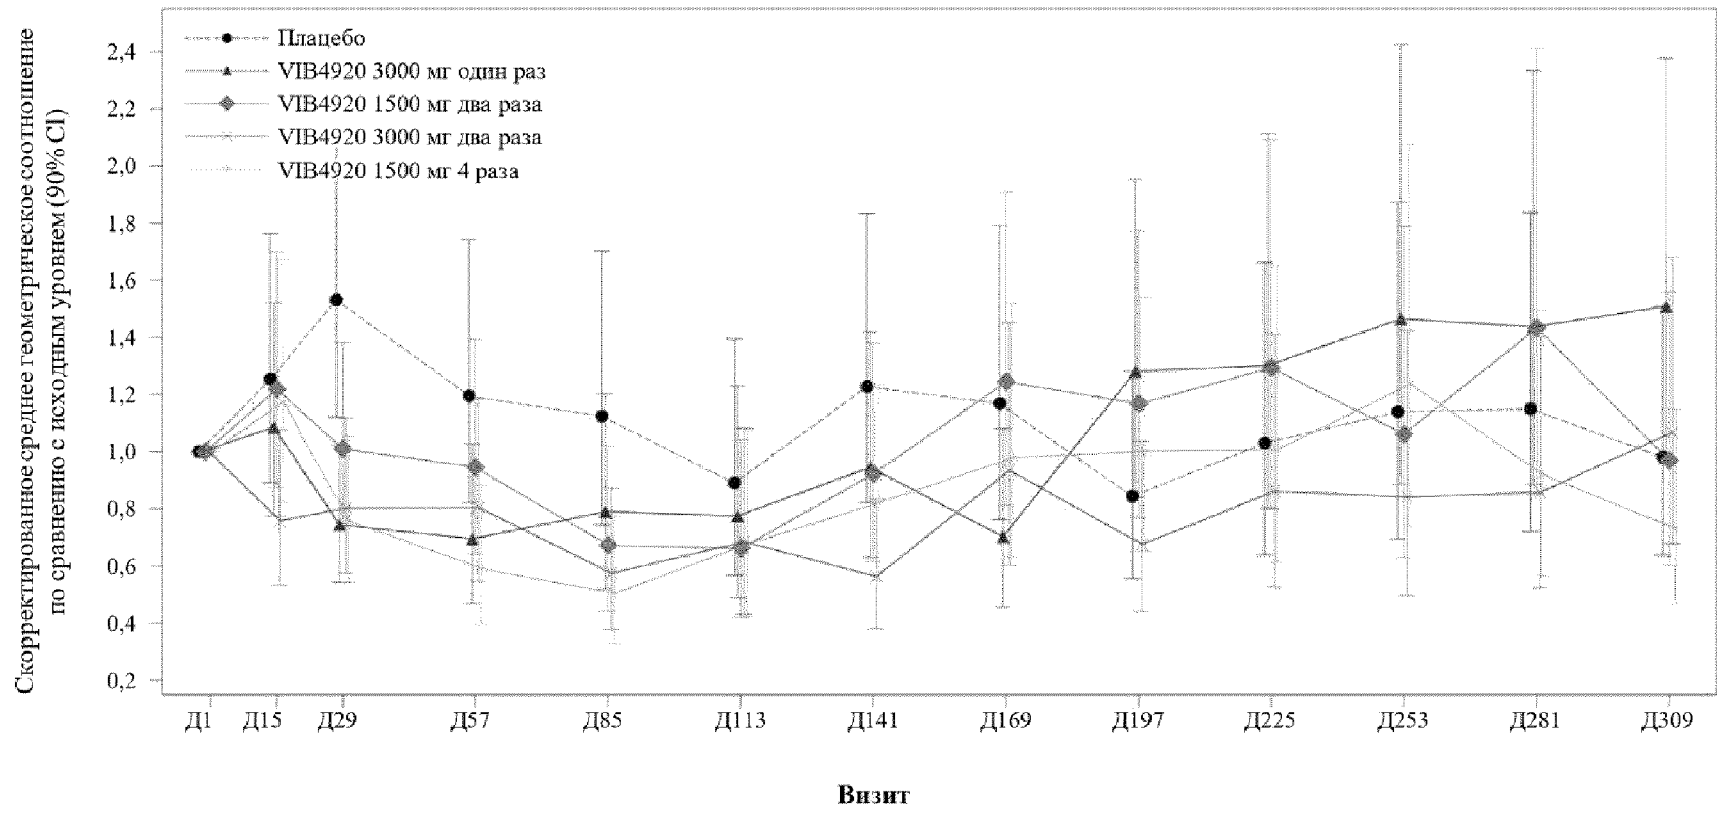 Скорректированное среднее геометрическое соотношение
по сравнению с исходным уровнем (90% CI)
2,4
2,2
2,0
1,8
1,6
1,4
1,2
1,0
0,8
0,6
0,4
0,2
Плацебо
VIB4920 3000 мг один раз
VIB4920 1500 мг два раза
VIB4920 3000 мг два раза
VIB4920 1500 мг 4 раза
Д1 Д15 Д29 Д57 Д85 Д113 Д141 Д169 Д197 Д225 Д253 Д281 Д309
Визит